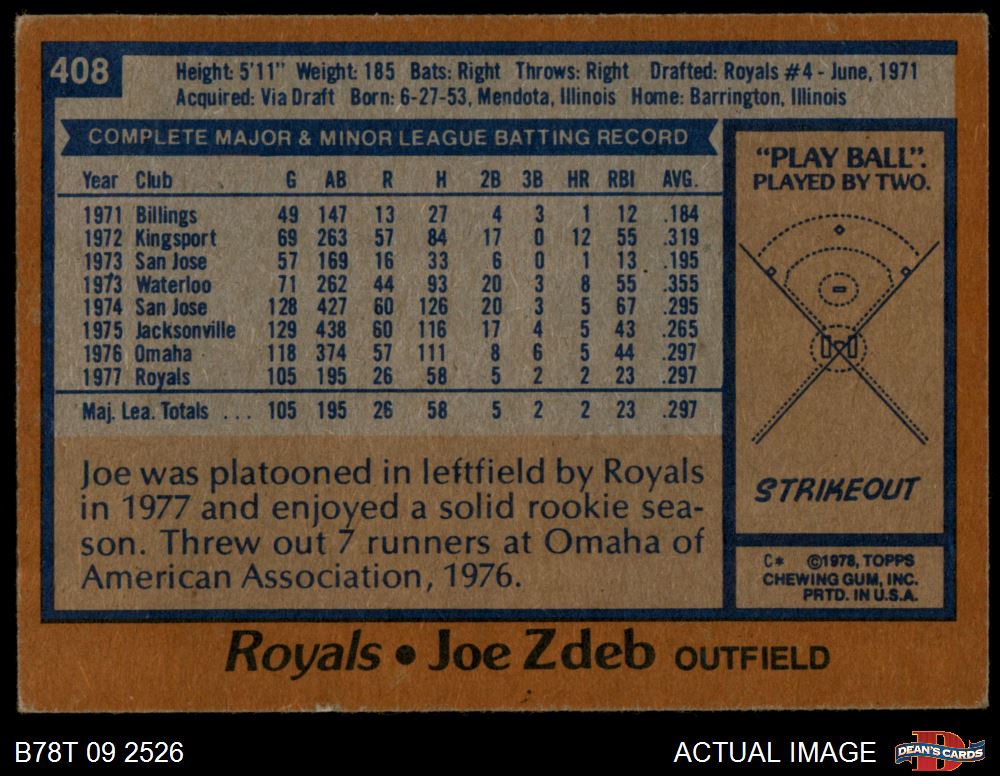 408
Height: 5'11" Weight: 185 Bats: Right Throws: Right Drafted: Royals #4 - June, 1971
Acquired: Via Draft Born: 6-27-53, Mendota, Illinois Home: Barrington, Illinois
COMPLETE MAJOR & MINOR LEAGUE BATTING RECORD
Year Club G AB R H 2B 3B HR RBI AVG.
1971 Billings 49 147 13 27 4 3 1 12 .184
1972 Kingsport 69 263 57 84 17 0 12 55 .319
1973 San Jose 57 169 16 33 6 0 1 13 .195
1973 Waterloo 71 262 44 93 20 3 8 55 .355
1974 San Jose 128 427 60 126 20 3 5 67 .295
1975 Jacksonville 129 438 60 116 17 4 5 43 .265
1976 Omaha 118 374 57 111 8 6 5 44 .297
1977 Royals 105 195 26 58 5 2 2 23 .297
Maj. Lea. Totals . . . 105 195 26 58 5 2 2 23 .297
Joe was platooned in leftfield by Royals
in 1977 and enjoyed a solid rookie sea-
son. Threw out 7 runners at Omaha of
American Association, 1976.
"PLAY BALL".
PLAYED BY TWO.
STRIKEOUT
C* ©1978, TOPPS
CHEWING GUM, INC.
PRTD. IN U.S.A.
Royals • Joe Zdeb OUTFIELD
B78T 09 2526
ACTUAL IMAGE
D
DEAN'S CARDS